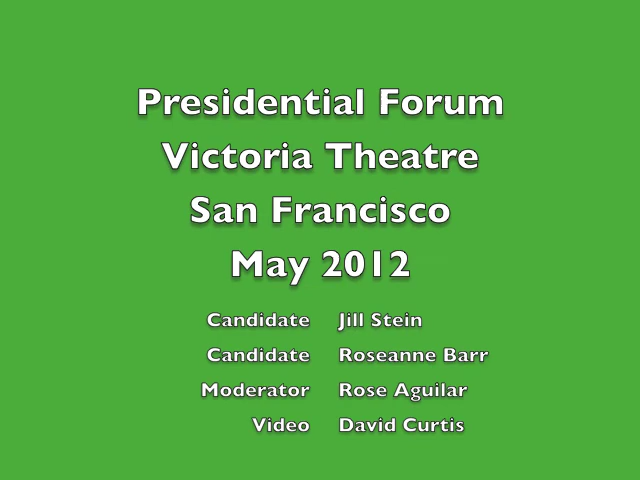 Presidential Forum
Victoria Theatre
San Francisco
May 2012
Candidate Jill Stein
Candidate Roseanne Barr
Moderator Rose Aguilar
Video David Curtis